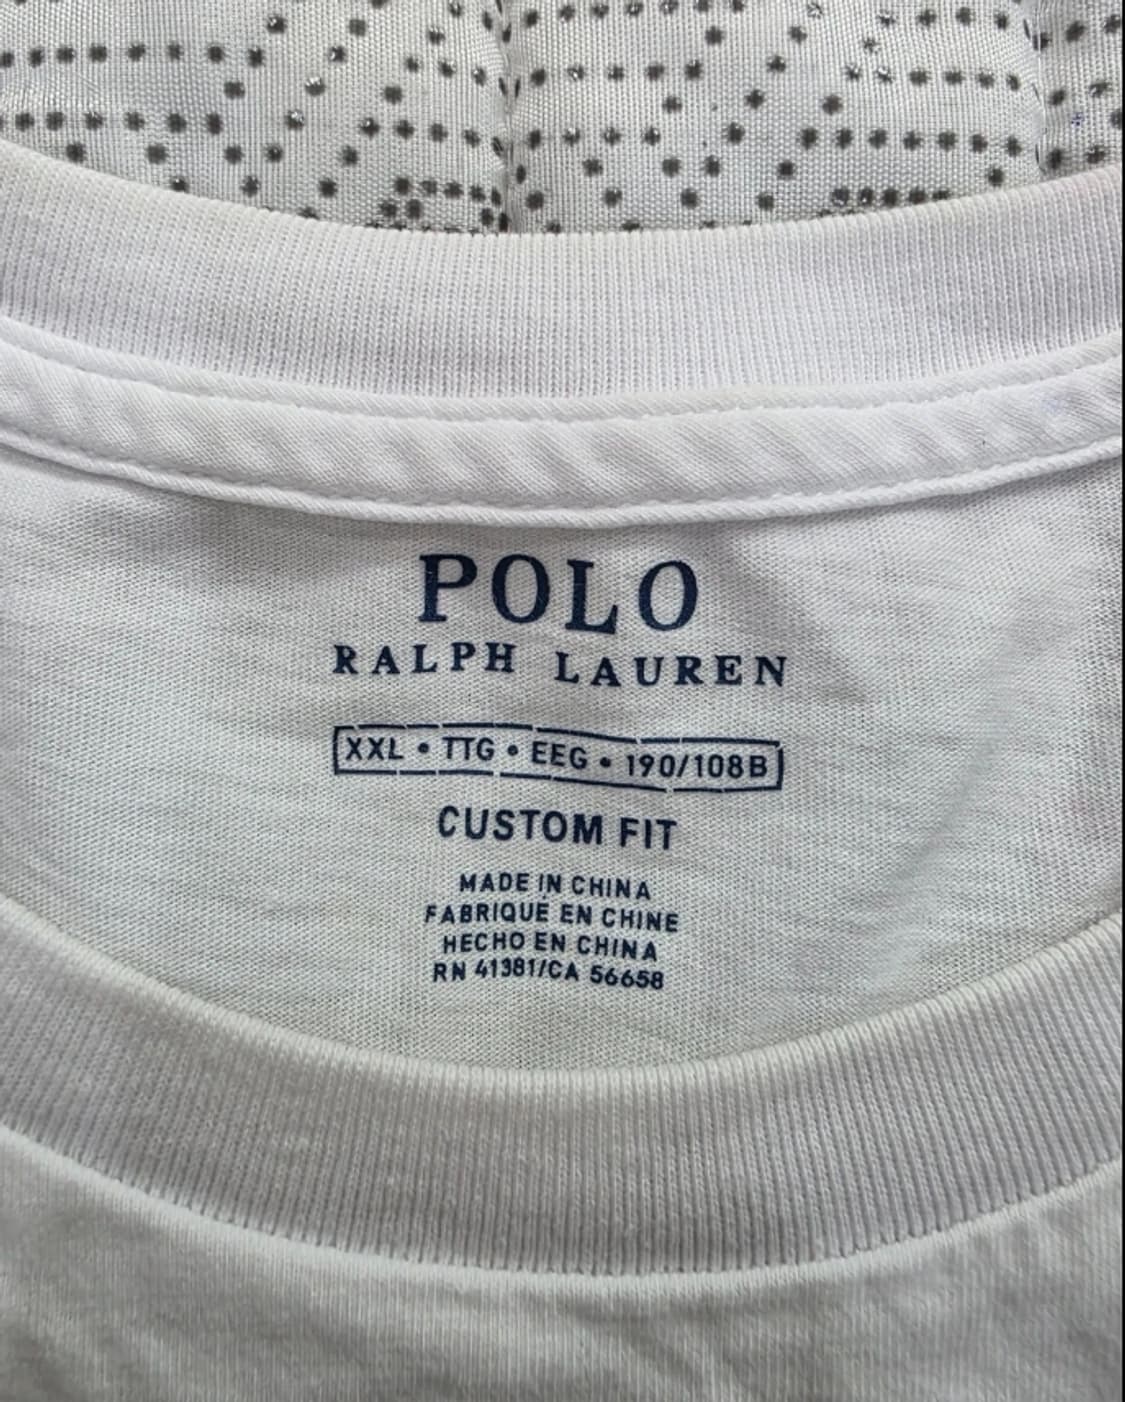 POLO
RALPH LAUREN
XXL • TTG • EEG • 190/108B
CUSTOM FIT
MADE IN CHINA
FABRIQUÉ EN CHINE
HECHO EN CHINA
RN 41381/CA 56658